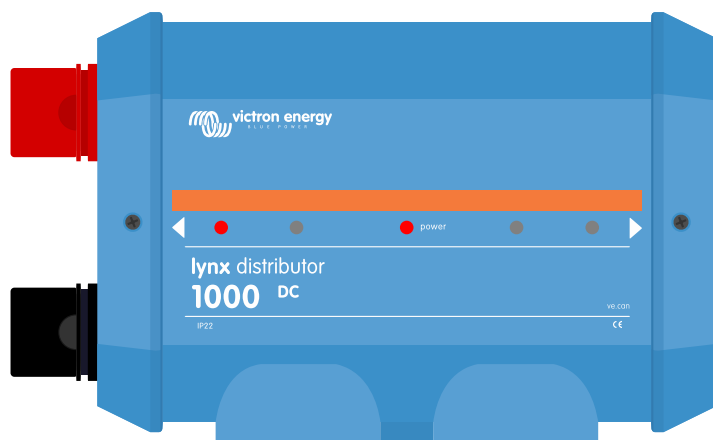 victron energy
BLUE POWER
power
lynx distributor
1000 DC
ve.can
IP22
CE